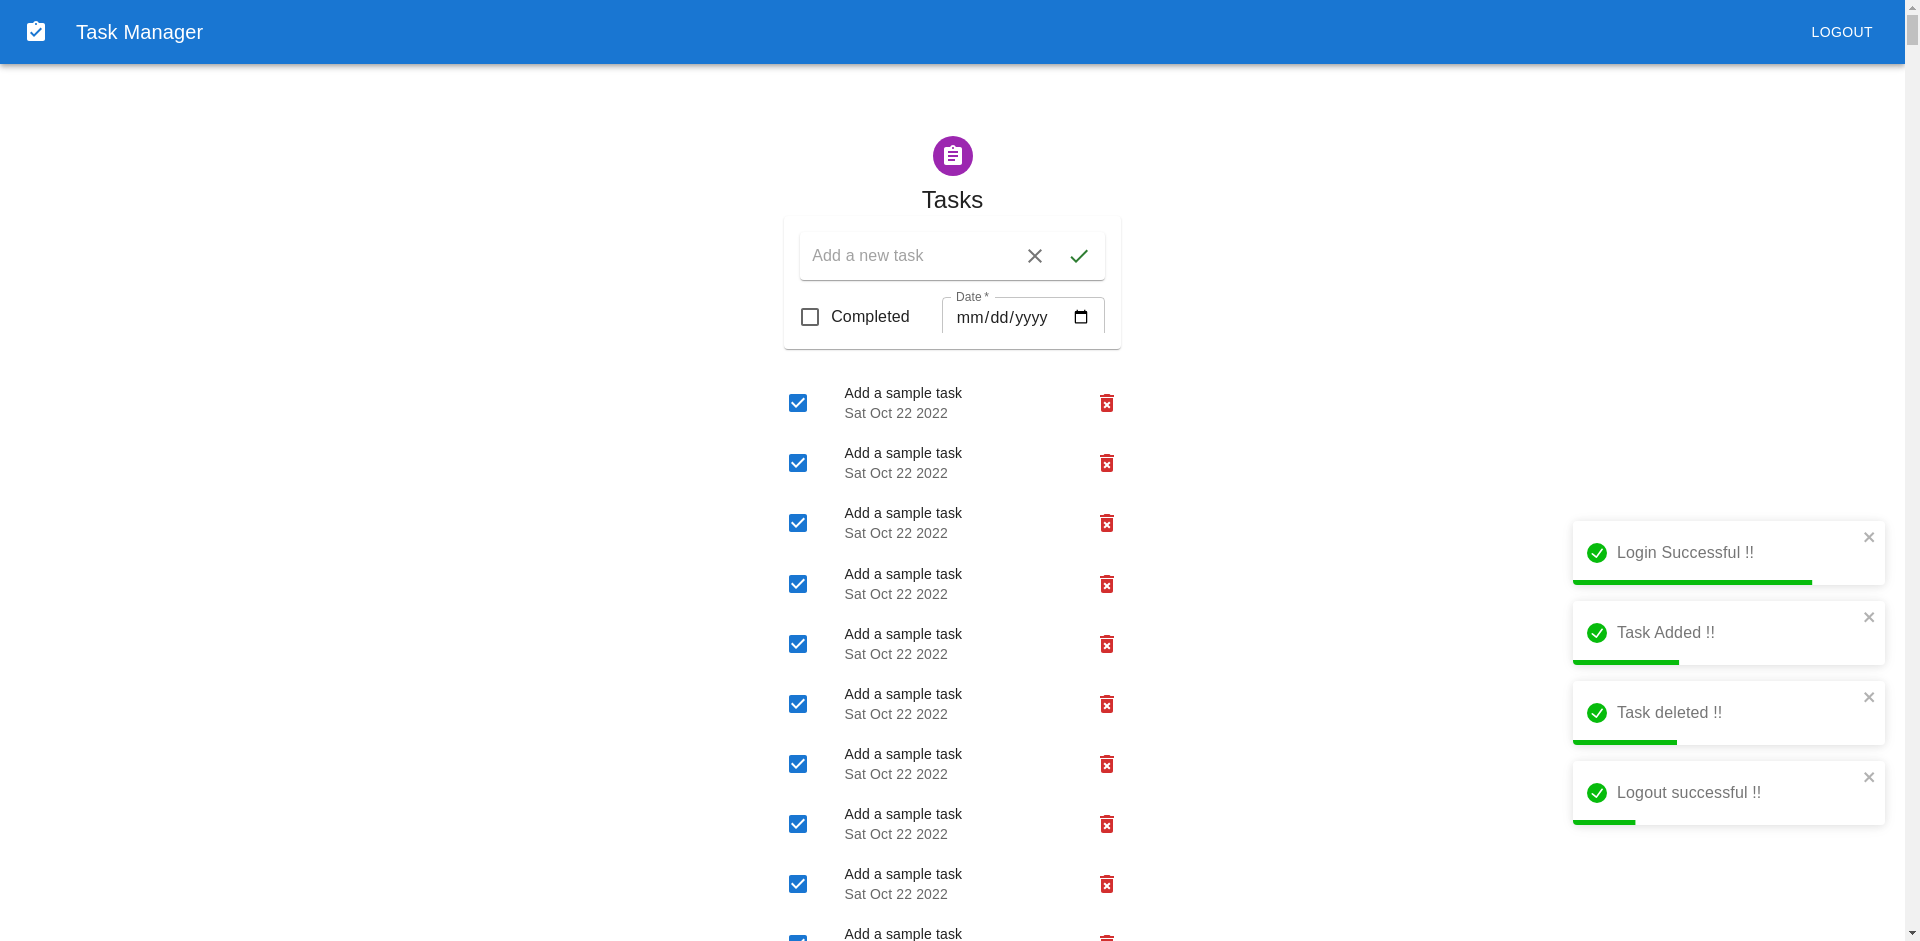 Task Manager
LOGOUT
Tasks
Add a new task
Completed
Date *
mm/dd/yyyy
Add a sample task
Sat Oct 22 2022
Add a sample task
Sat Oct 22 2022
Add a sample task
Sat Oct 22 2022
Add a sample task
Sat Oct 22 2022
Add a sample task
Sat Oct 22 2022
Add a sample task
Sat Oct 22 2022
Add a sample task
Sat Oct 22 2022
Add a sample task
Sat Oct 22 2022
Add a sample task
Sat Oct 22 2022
Add a sample task
Login Successful !!
Task Added !!
Task deleted !!
Logout successful !!